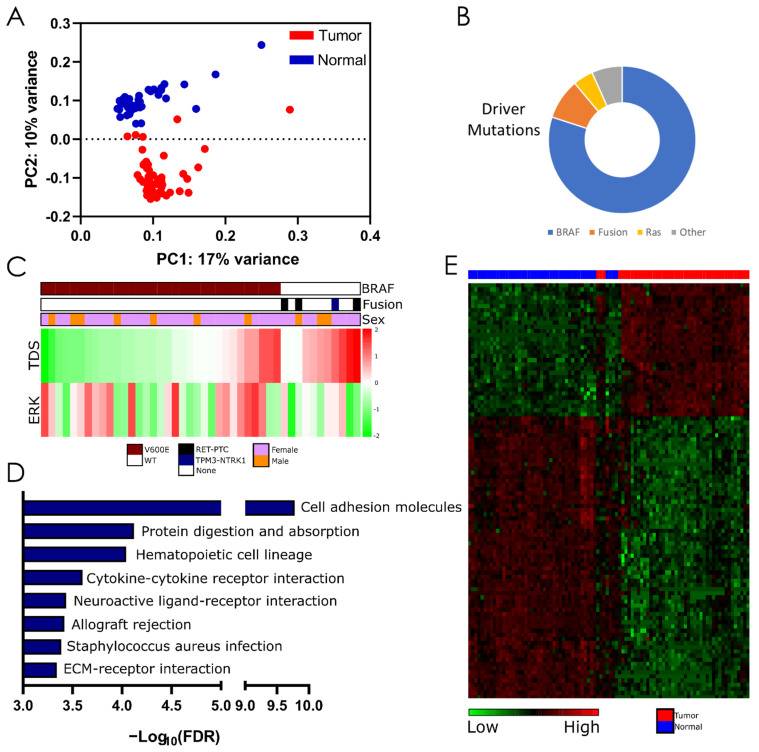 A
0.3
0.2
0.1
0.0
-0.1
-0.2
PC2: 10% variance
0.0
0.1
0.2
0.3
0.4
PC1: 17% variance
Tumor
Normal
B
Driver
Mutations
BRAF
Fusion
Ras
Other
C
BRAF
Fusion
Sex
TDS
ERK
2
1
0
-1
-2
V600E
WT
RET-PTC
TPM3-NTRK1
None
Female
Male
D
Cell adhesion molecules
Protein digestion and absorption
Hematopoietic cell lineage
Cytokine-cytokine receptor interaction
Neuroactive ligand-receptor interaction
Allograft rejection
Staphylococcus aureus infection
ECM-receptor interaction
3.0
3.5
4.0
4.5
5.0
9.0
9.5
10.0
−Log10(FDR)
E
Low
High
Tumor
Normal